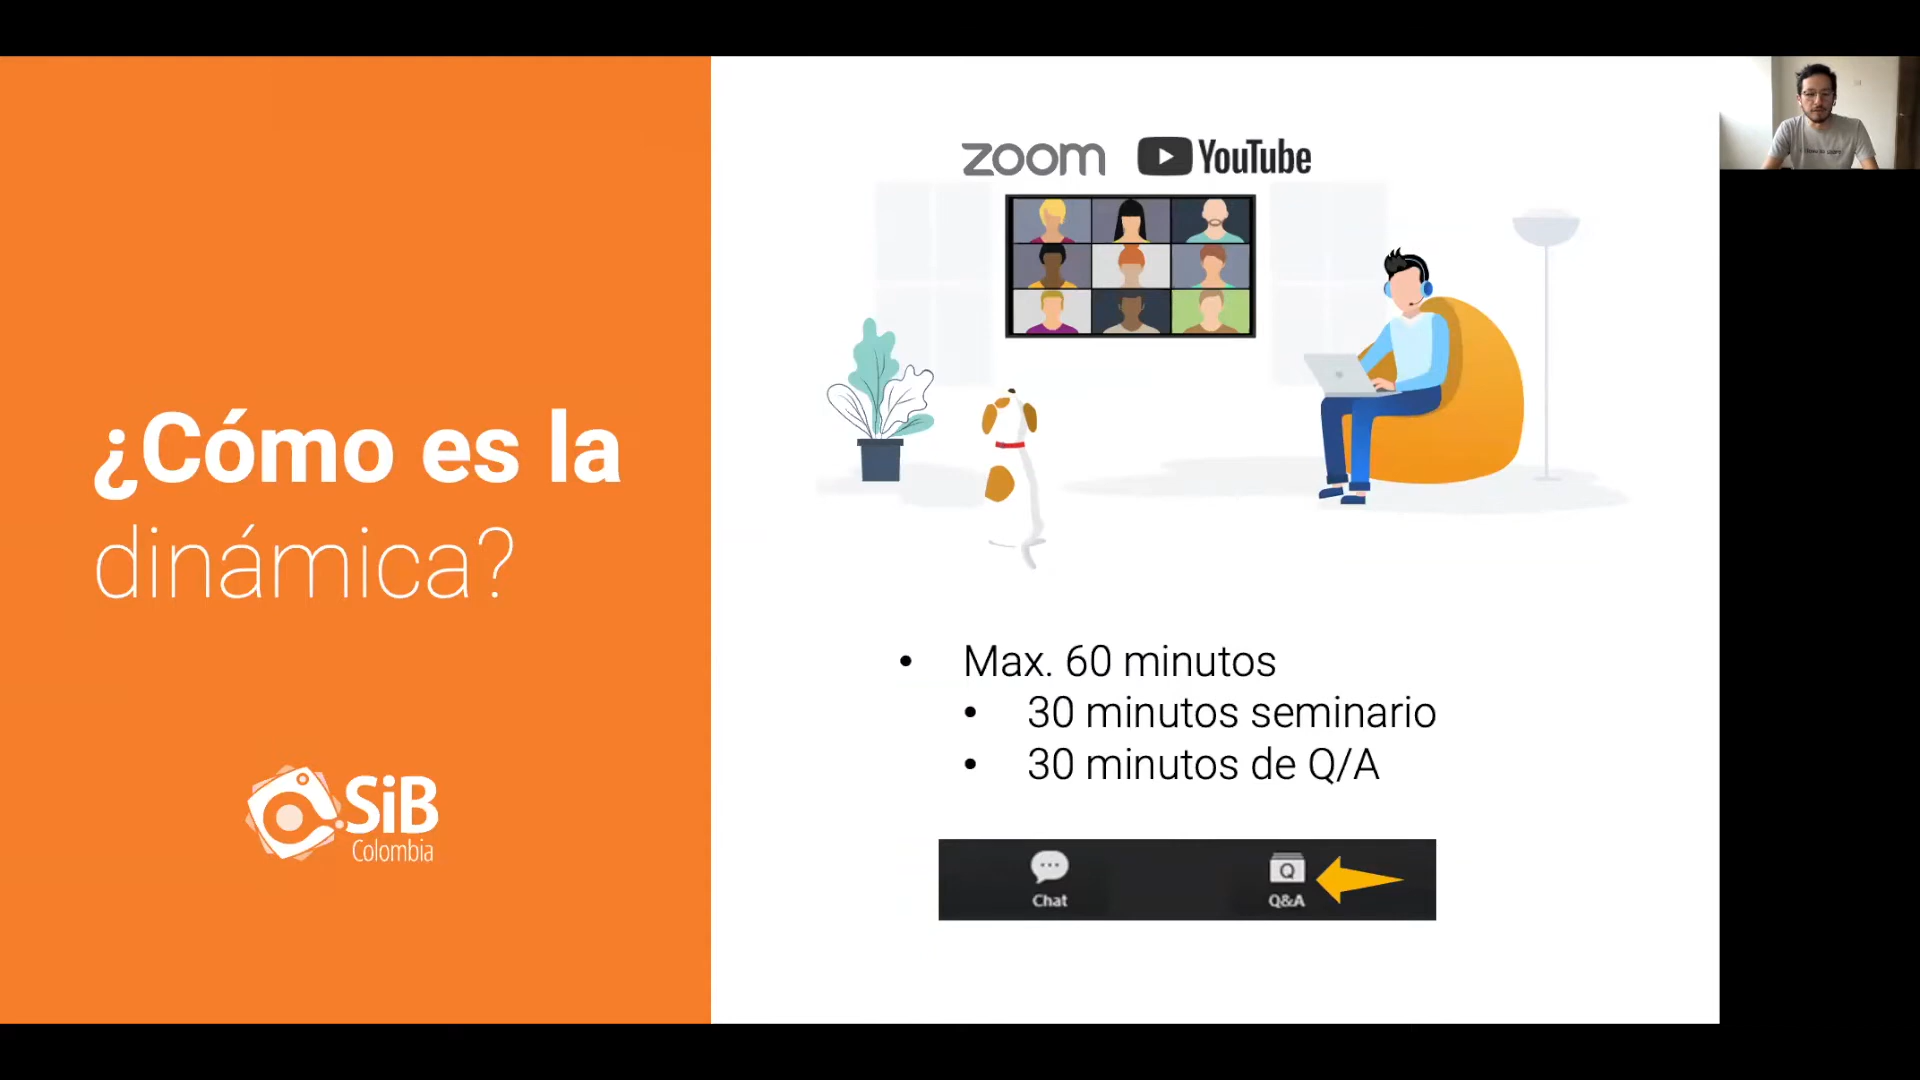 ¿Cómo es la
dinámica?
SiB
Colombia
zoom YouTube
• Max. 60 minutos
• 30 minutos seminario
• 30 minutos de Q/A
Chat
Q
Q&A